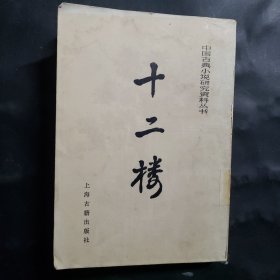 中国古典小说研究资料丛书
十二楼
上海古籍出版社